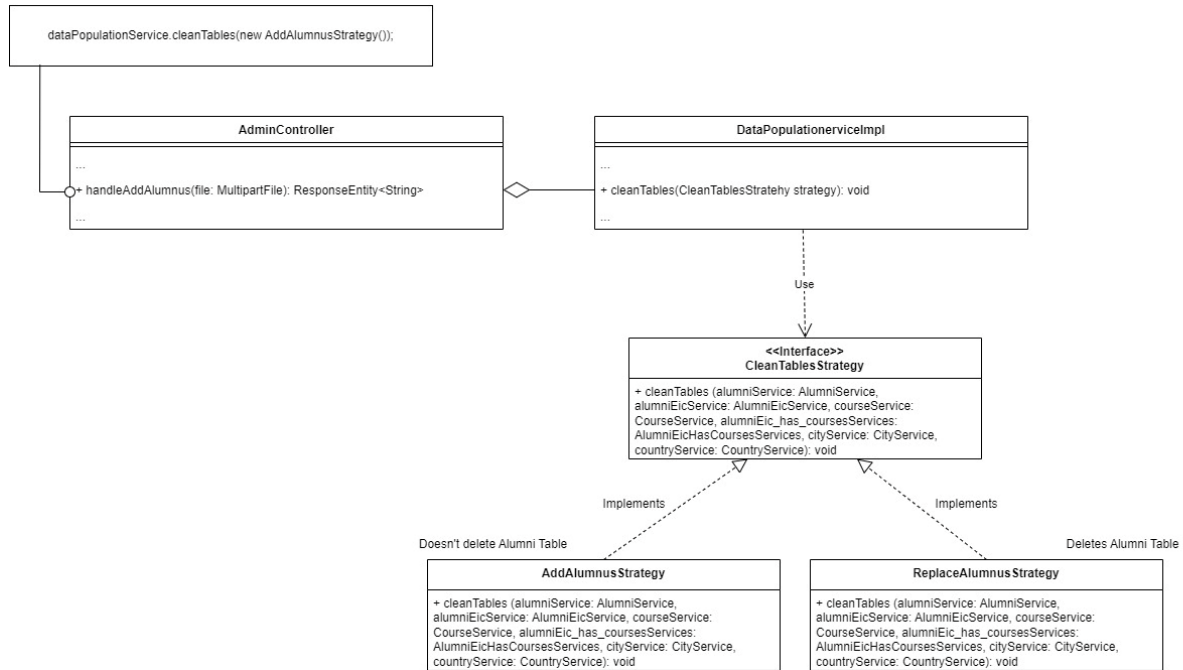 dataPopulationService.cleanTables(new AddAlumnusStrategy());
AdminController
...
+ handleAddAlumnus(file: MultipartFile): ResponseEntity<String>
...
DataPopulationerviceImpl
...
+ cleanTables(CleanTablesStratehy strategy): void
...
Use
<<Interface>>
CleanTablesStrategy
+ cleanTables (alumniService: AlumniService,
alumniEicService: AlumniEicService, courseService:
CourseService, alumniEic_has_coursesServices:
AlumniEicHasCoursesServices, cityService: CityService,
countryService: CountryService): void
Implements
Implements
Doesn't delete Alumni Table
Deletes Alumni Table
AddAlumnusStrategy
+ cleanTables (alumniService: AlumniService,
alumniEicService: AlumniEicService, courseService:
CourseService, alumniEic_has_coursesServices:
AlumniEicHasCoursesServices, cityService: CityService,
countryService: CountryService): void
ReplaceAlumnusStrategy
+ cleanTables (alumniService: AlumniService,
alumniEicService: AlumniEicService, courseService:
CourseService, alumniEic_has_coursesServices:
AlumniEicHasCoursesServices, cityService: CityService,
countryService: CountryService): void